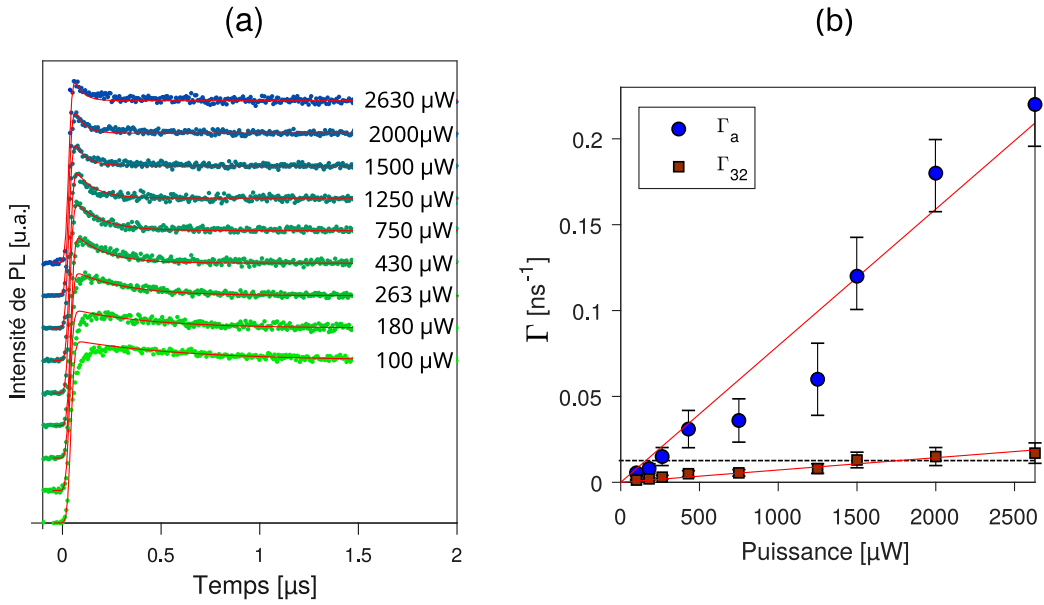 (a)
Intensité de PL [u.a.]
2630 µW
2000µW
1500 µW
1250 µW
750 µW
430 µW
263 µW
180 µW
100 µW
0
0.5
1
1.5
2
Temps [µs]
(b)
Γ [ns⁻¹]
0.2
0.15
0.1
0.05
0
Γa
Γ32
0
500
1000
1500
2000
2500
Puissance [µW]